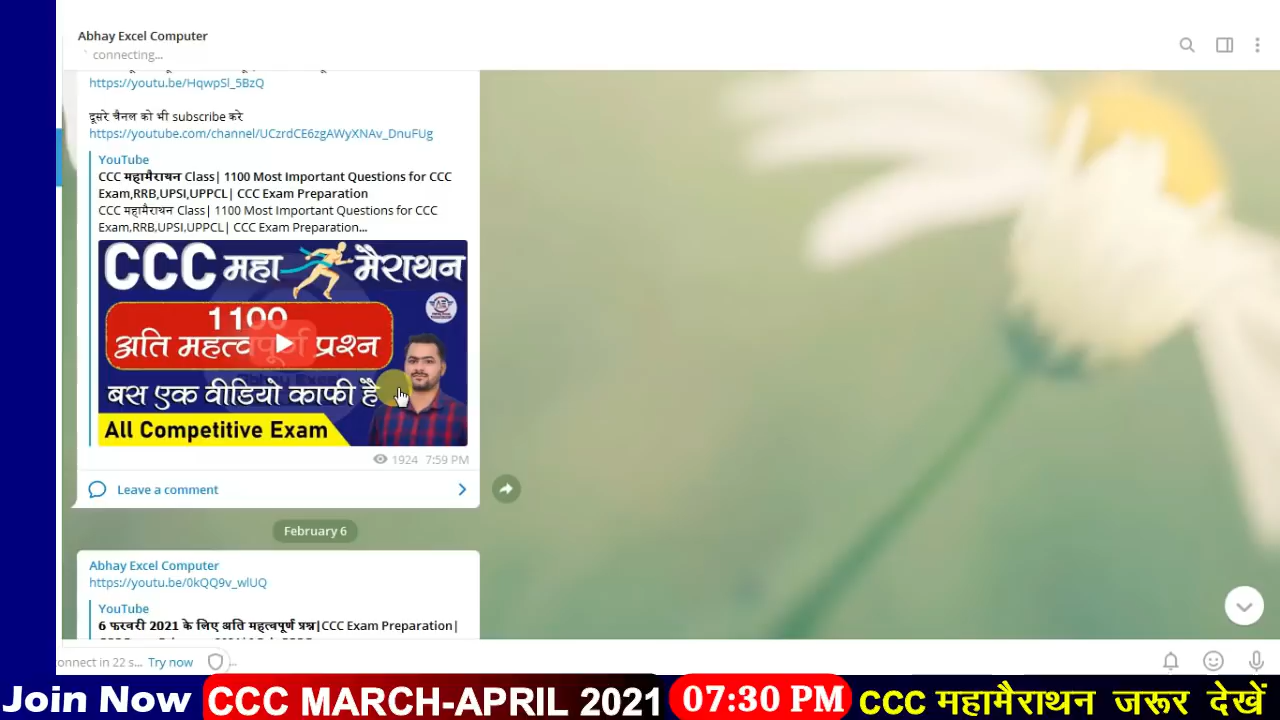 Abhay Excel Computer
connecting...
https://youtu.be/HqwpSl_5BzQ
दूसरे चैनल को भी subscribe करे
https://youtube.com/channel/UCzrdCE6zgAWyXNAv_DnuFUg
YouTube
CCC महामैराथन Class| 1100 Most Important Questions for CCC
Exam,RRB,UPSI,UPPCL| CCC Exam Preparation
CCC महामैराथन Class| 1100 Most Important Questions for CCC
Exam,RRB,UPSI,UPPCL| CCC Exam Preparation...
CCC महा मैराथन
1100
अति महत्वपूर्ण प्रश्न
बस एक वीडियो काफी है
All Competitive Exam
1924 7:59 PM
Leave a comment
February 6
Abhay Excel Computer
https://youtu.be/0kQQ9v_wlUQ
YouTube
6 फरवरी 2021 के लिए अति महत्वपूर्ण प्रश्न|CCC Exam Preparation|
connect in 22 s... Try now
Join Now CCC MARCH-APRIL 2021 07:30 PM CCC महामैराथन जरूर देखें